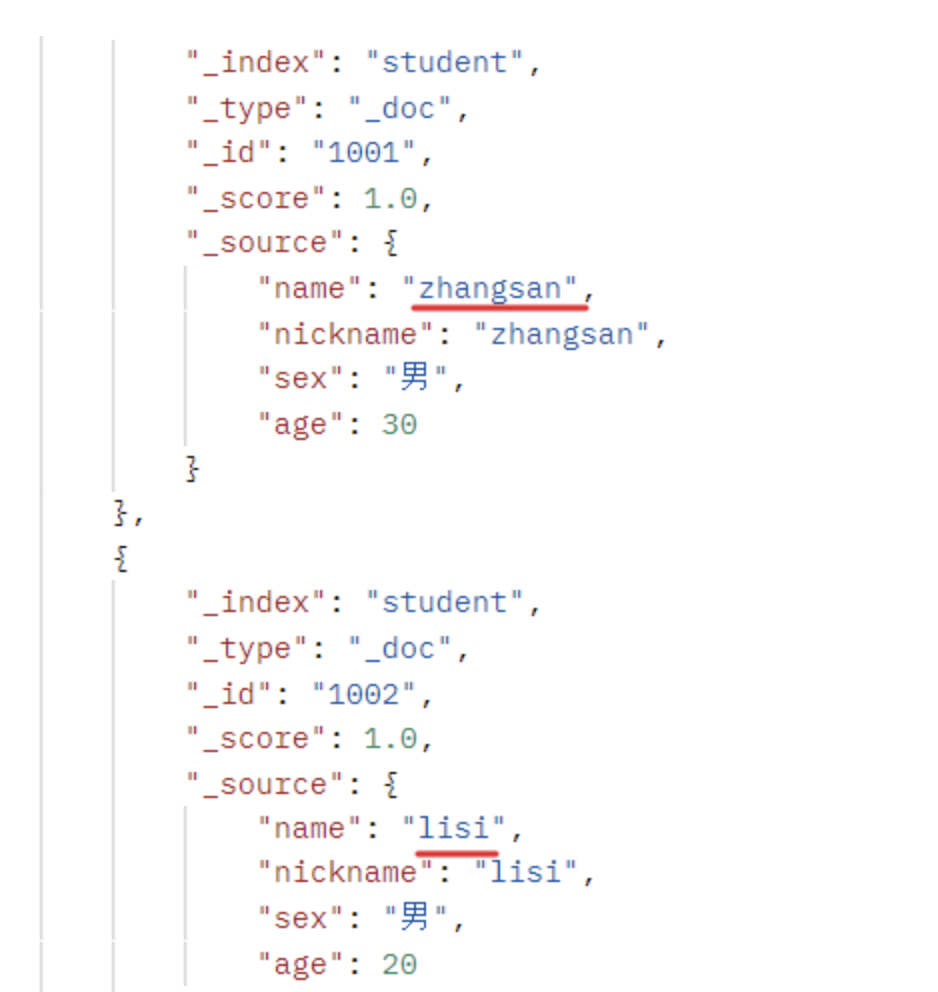 "_index": "student",
"_type": "_doc",
"_id": "1001",
"_score": 1.0,
"_source": {
"name": "zhangsan",
"nickname": "zhangsan",
"sex": "男",
"age": 30
}
},
{
"_index": "student",
"_type": "_doc",
"_id": "1002",
"_score": 1.0,
"_source": {
"name": "lisi",
"nickname": "lisi",
"sex": "男",
"age": 20